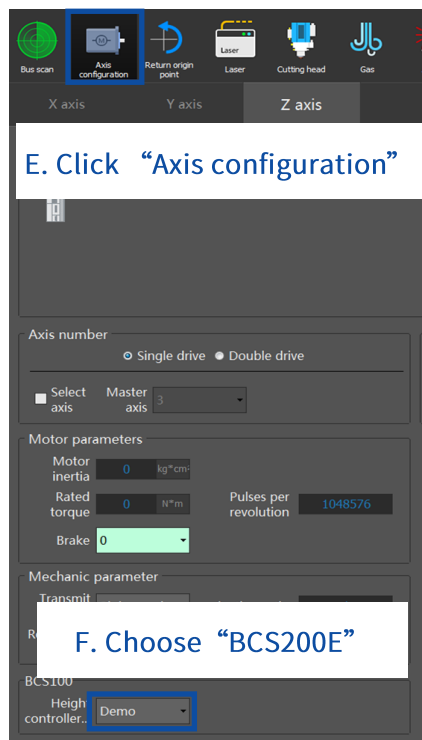 Bus scan
Axis
configuration
Return origin
point
Laser
Laser
Cutting head
Gas
X axis
Y axis
Z axis
E. Click “Axis configuration”
Axis number
Single drive
Double drive
Select
axis
Master
axis
3
Motor parameters
Motor
inertia
0
kg*cm²
Rated
torque
0
N*m
Pulses per
revolution
1048576
Brake
0
Mechanic parameter
Transmit
F. Choose “BCS200E”
BCS100
Height
controller..
Demo